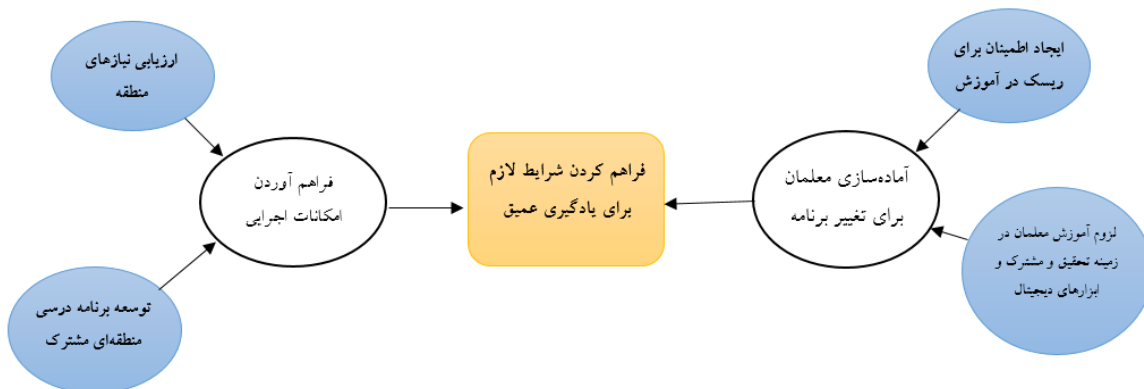 ایجاد اطمینان برای
ریسک در آموزش
ارزیابی نیازهای
منطقه
آماده‌سازی معلمان
برای تغییر برنامه
فراهم کردن شرایط لازم
برای یادگیری عمیق
فراهم آوردن
امکانات اجرایی
لزوم آموزش معلمان در
زمینه تحقیق و مشترک و
ابزارهای دیجیتال
توسعه برنامه درسی
منطقه‌ای مشترک